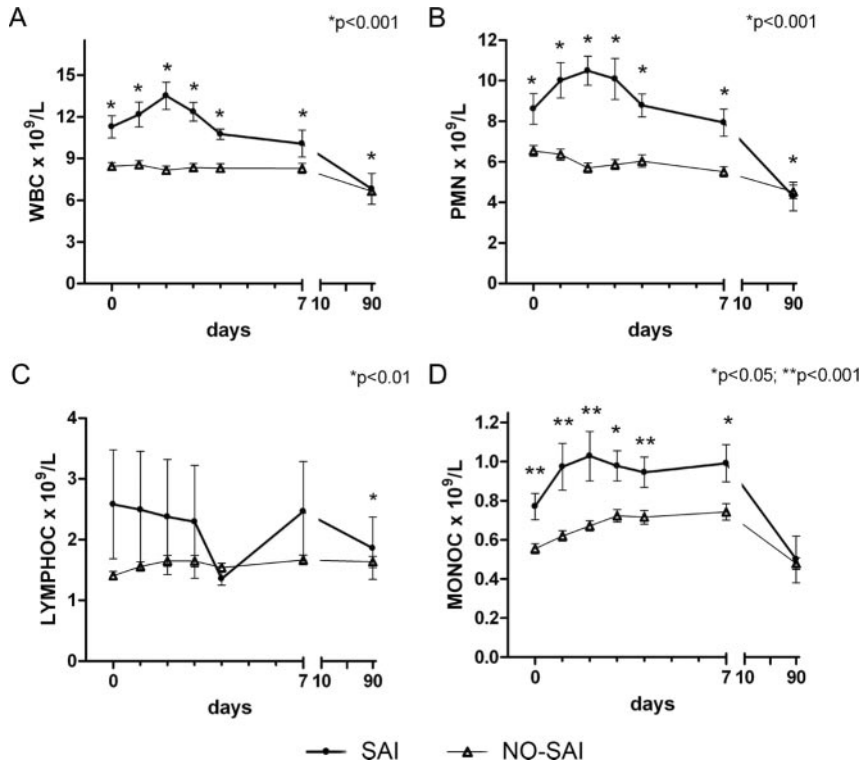 A
*p<0.001
WBC x 10⁹/L
15
12
9
6
3
0
* * * * * * *
0 7 10 90
days
B
*p<0.001
PMN x 10⁹/L
12
10
8
6
4
2
0
* * * * * * *
0 7 10 90
days
C
*p<0.01
LYMPHOC x 10⁹/L
4
3
2
1
0
*
0 7 10 90
days
D
*p<0.05; **p<0.001
MONOC x 10⁹/L
1.2
1.0
0.8
0.6
0.4
0.2
0.0
** ** ** * ** *
0 7 10 90
days
SAI NO-SAI